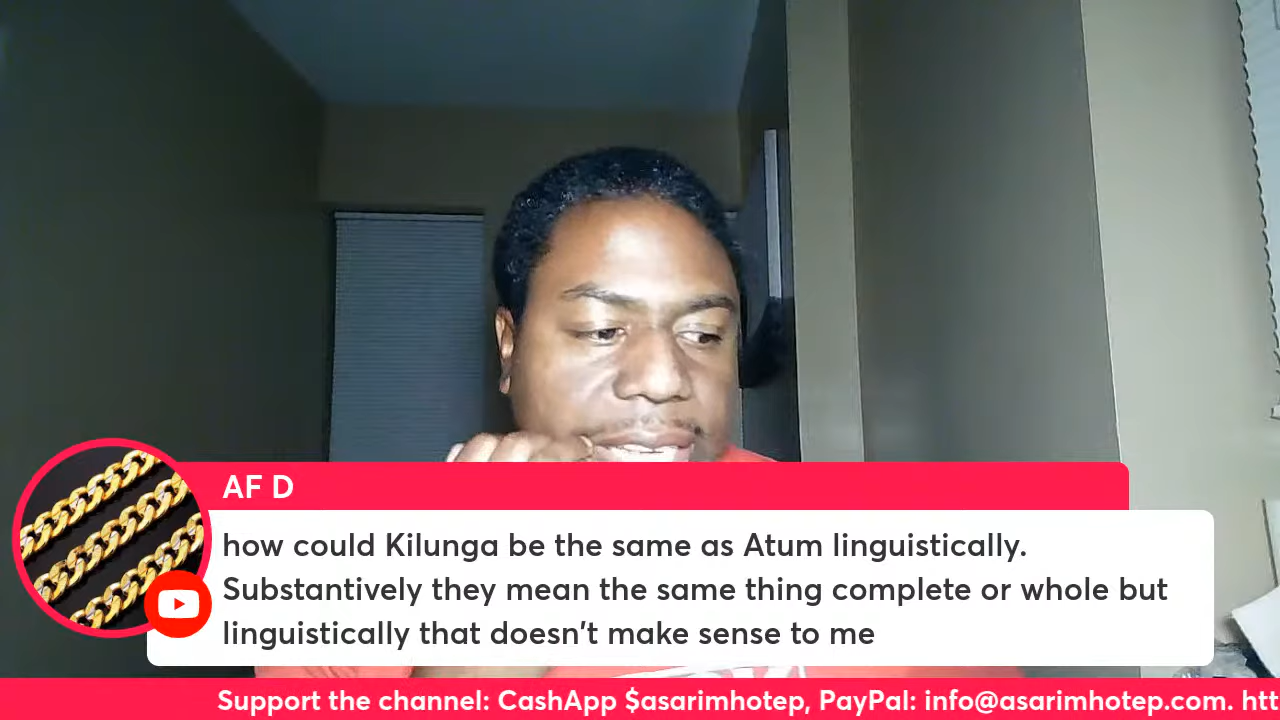 AF D
how could Kilunga be the same as Atum linguistically.
Substantively they mean the same thing complete or whole but
linguistically that doesn't make sense to me
Support the channel: CashApp $asarimhotep, PayPal: info@asarimhotep.com. htt